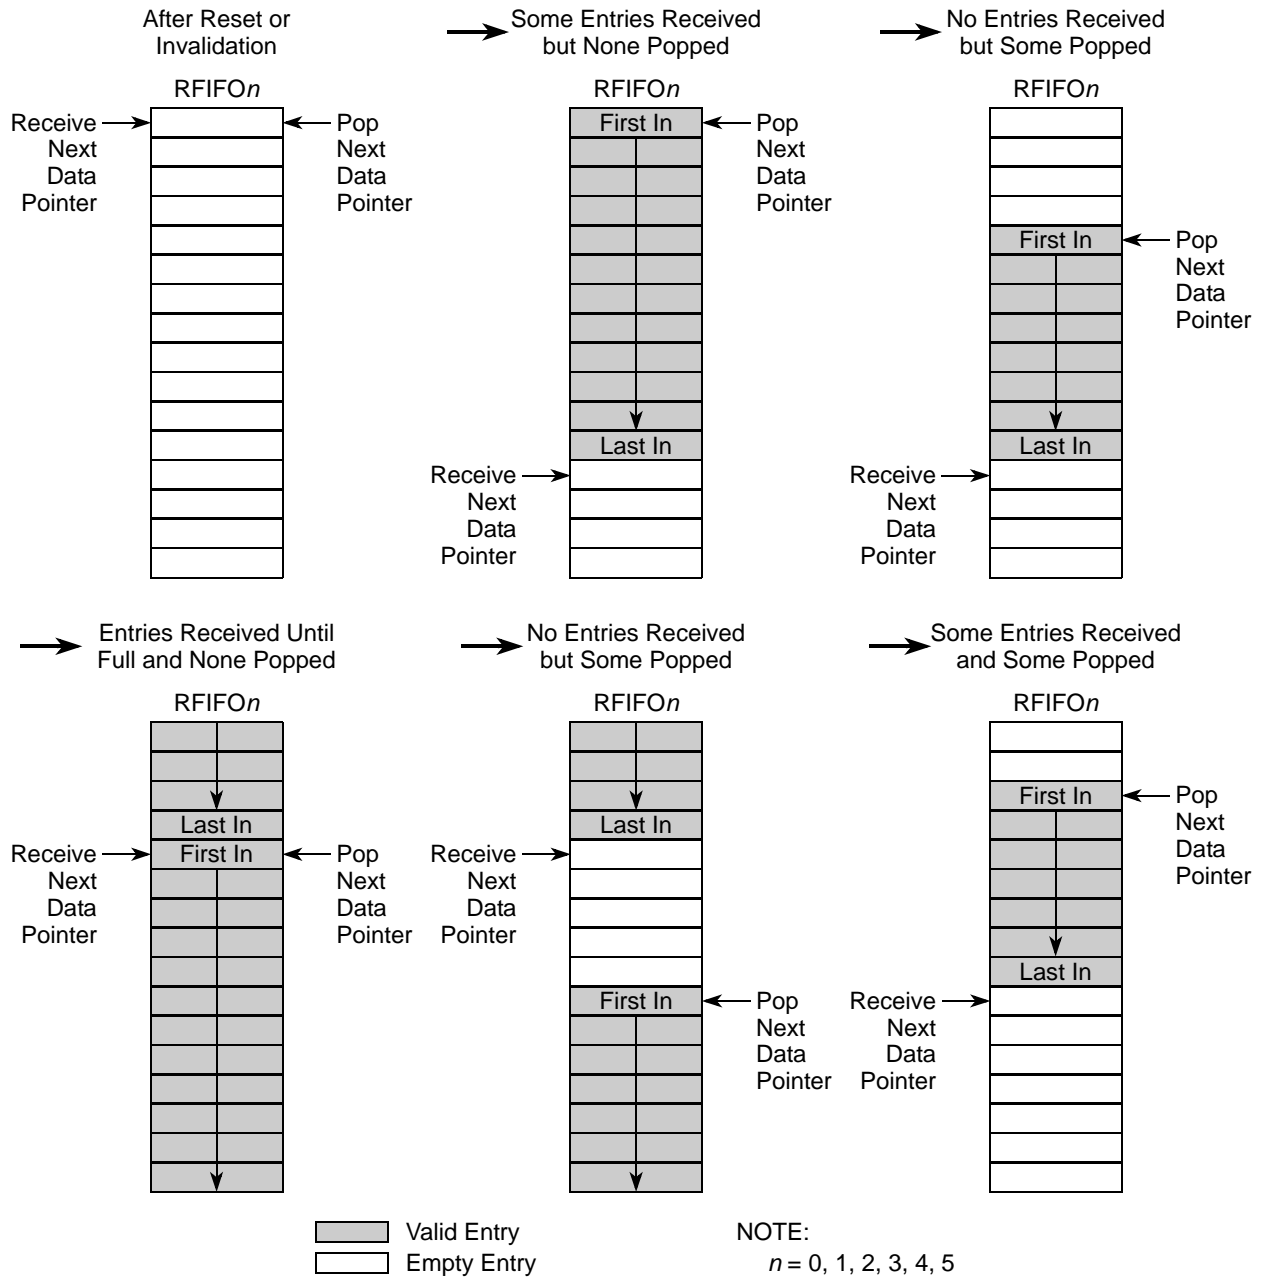 After Reset or
Invalidation
RFIFOn
Receive
Next
Data
Pointer
Pop
Next
Data
Pointer
Some Entries Received
but None Popped
RFIFOn
First In
Last In
Pop
Next
Data
Pointer
Receive
Next
Data
Pointer
No Entries Received
but Some Popped
RFIFOn
First In
Last In
Pop
Next
Data
Pointer
Receive
Next
Data
Pointer
Entries Received Until
Full and None Popped
RFIFOn
Last In
First In
Receive
Next
Data
Pointer
Pop
Next
Data
Pointer
No Entries Received
but Some Popped
RFIFOn
Last In
Receive
Next
Data
Pointer
First In
Pop
Next
Data
Pointer
Some Entries Received
and Some Popped
RFIFOn
First In
Pop
Next
Data
Pointer
Last In
Receive
Next
Data
Pointer
Valid Entry
Empty Entry
NOTE:
n = 0, 1, 2, 3, 4, 5